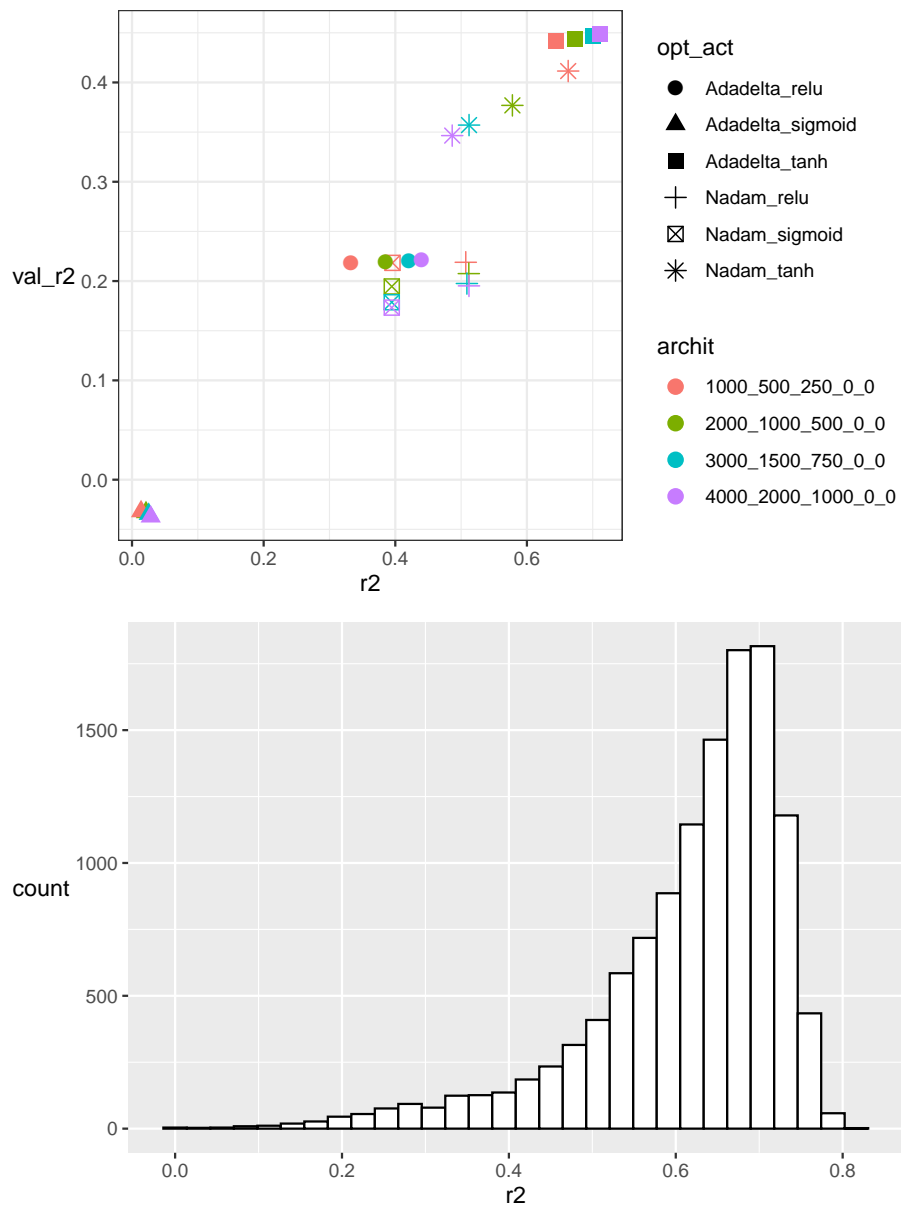 opt_act
Adadelta_relu
Adadelta_sigmoid
Adadelta_tanh
Nadam_relu
Nadam_sigmoid
Nadam_tanh
archit
1000_500_250_0_0
2000_1000_500_0_0
3000_1500_750_0_0
4000_2000_1000_0_0
val_r2
0.4
0.3
0.2
0.1
0.0
0.0 0.2 0.4 0.6
r2
count
1500
1000
500
0
0.0 0.2 0.4 0.6 0.8
r2